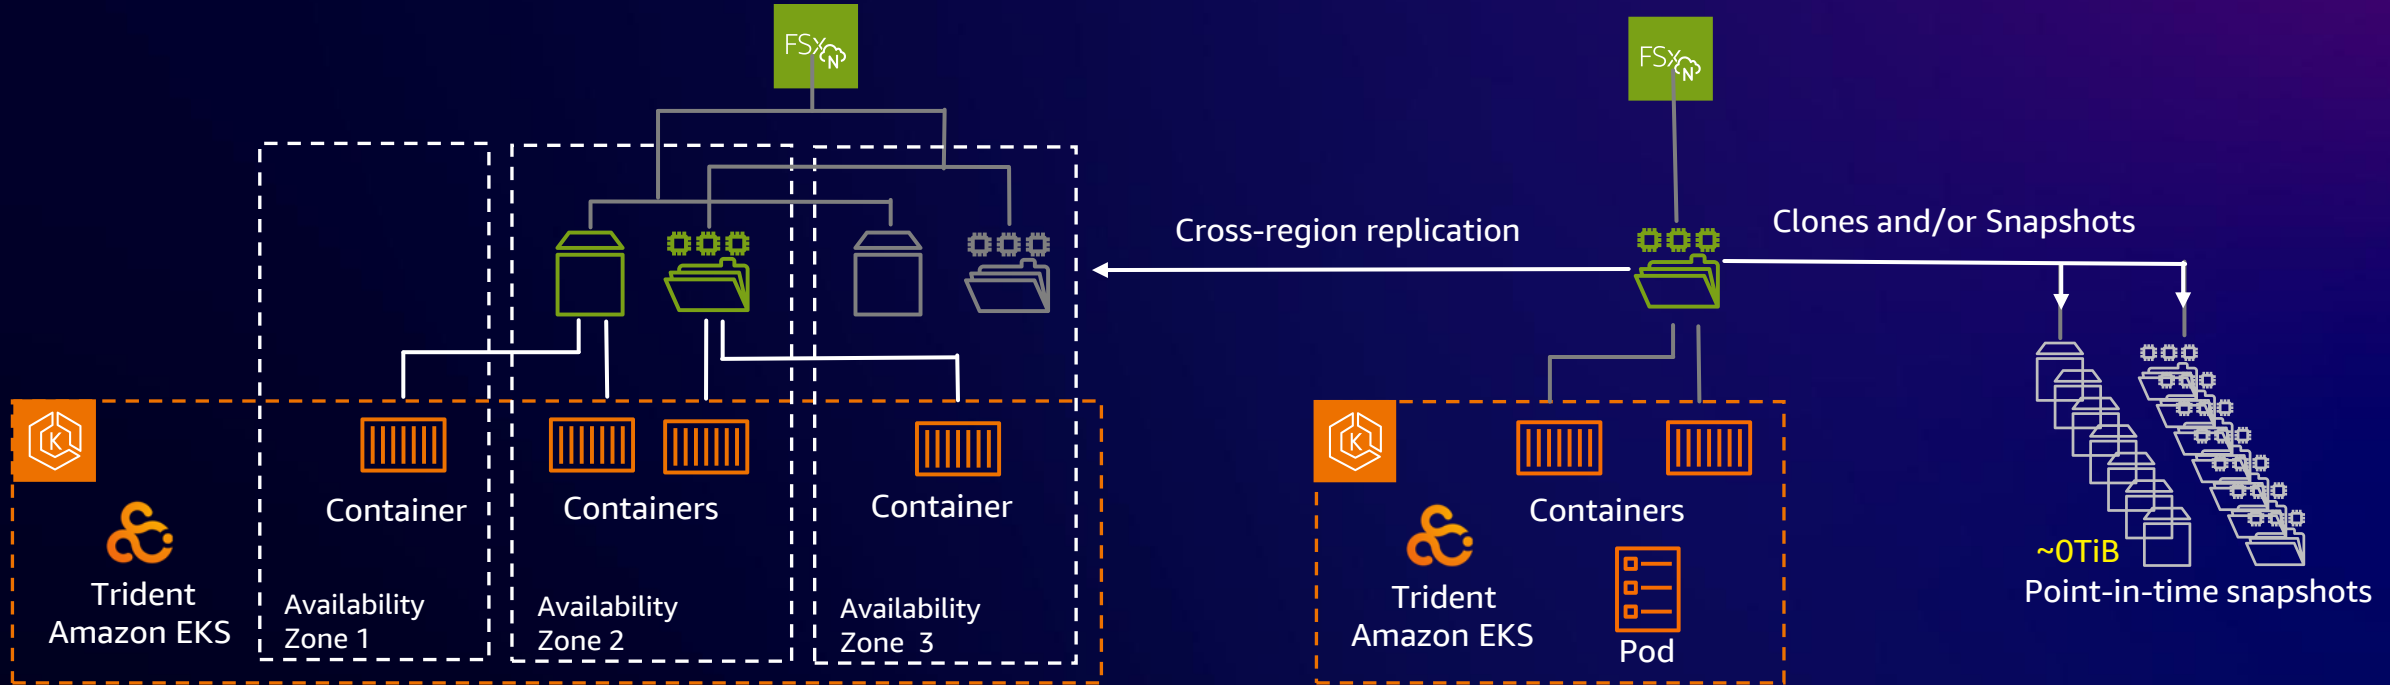 FSx
N
FSx
N
Cross-region replication
Clones and/or Snapshots
K
Container
Containers
Container
Trident
Amazon EKS
Availability
Zone 1
Availability
Zone 2
Availability
Zone 3
K
Containers
Trident
Amazon EKS
Pod
~0TiB
Point-in-time snapshots